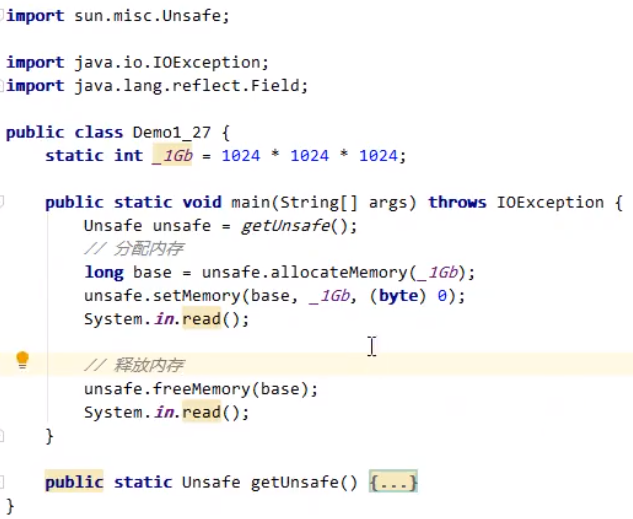 import sun.misc.Unsafe;
import java.io.IOException;
import java.lang.reflect.Field;
public class Demo1_27 {
static int _1Gb = 1024 * 1024 * 1024;
public static void main(String[] args) throws IOException {
Unsafe unsafe = getUnsafe();
// 分配内存
long base = unsafe.allocateMemory(_1Gb);
unsafe.setMemory(base, _1Gb, (byte) 0);
System.in.read();
// 释放内存
unsafe.freeMemory(base);
System.in.read();
}
public static Unsafe getUnsafe() {...}
}